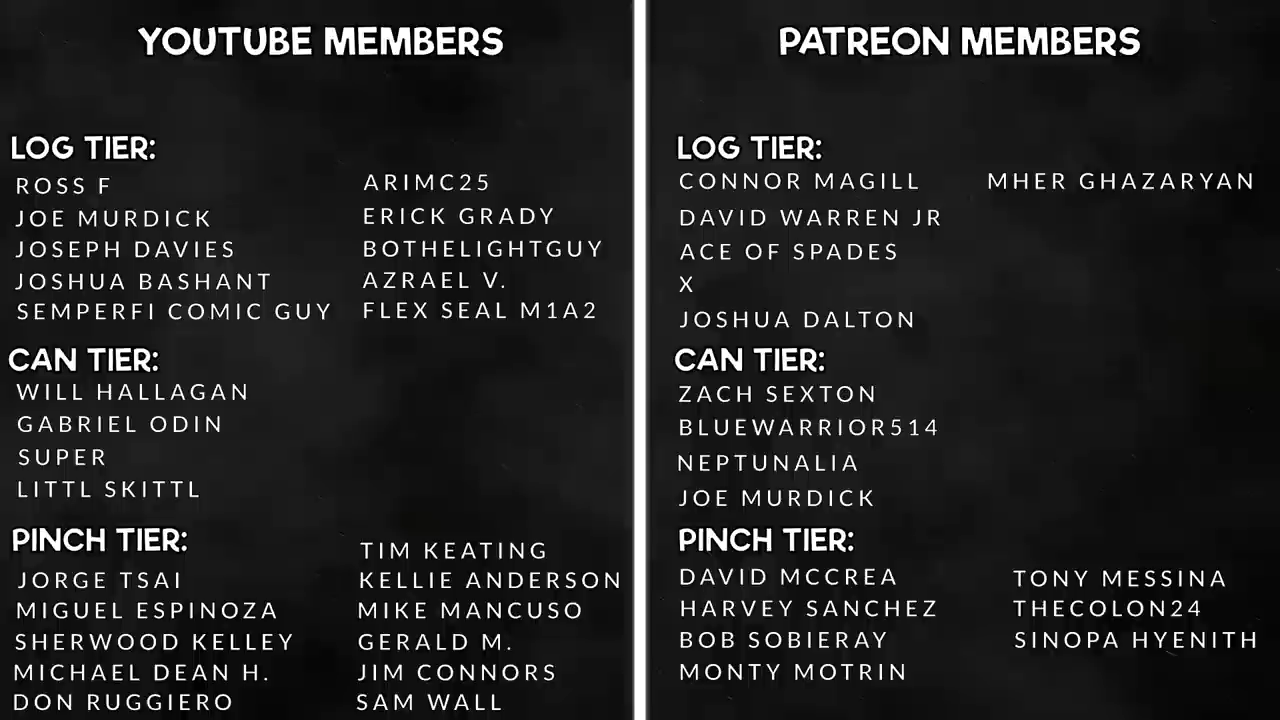 YOUTUBE MEMBERS
LOG TIER:
ROSS F
JOE MURDICK
JOSEPH DAVIES
JOSHUA BASHANT
SEMPERFI COMIC GUY
ARIMC25
ERICK GRADY
BOTHELIGHTGUY
AZRAEL V.
FLEX SEAL M1A2
CAN TIER:
WILL HALLAGAN
GABRIEL ODIN
SUPER
LITTL SKITTL
PINCH TIER:
JORGE TSAI
MIGUEL ESPINOZA
SHERWOOD KELLEY
MICHAEL DEAN H.
DON RUGGIERO
TIM KEATING
KELLIE ANDERSON
MIKE MANCUSO
GERALD M.
JIM CONNORS
SAM WALL
PATREON MEMBERS
LOG TIER:
CONNOR MAGILL
DAVID WARREN JR
ACE OF SPADES
X
JOSHUA DALTON
MHER GHAZARYAN
CAN TIER:
ZACH SEXTON
BLUEWARRIOR514
NEPTUNALIA
JOE MURDICK
PINCH TIER:
DAVID MCCREA
HARVEY SANCHEZ
BOB SOBIERAY
MONTY MOTRIN
TONY MESSINA
THECOLON24
SINOPA HYENITH